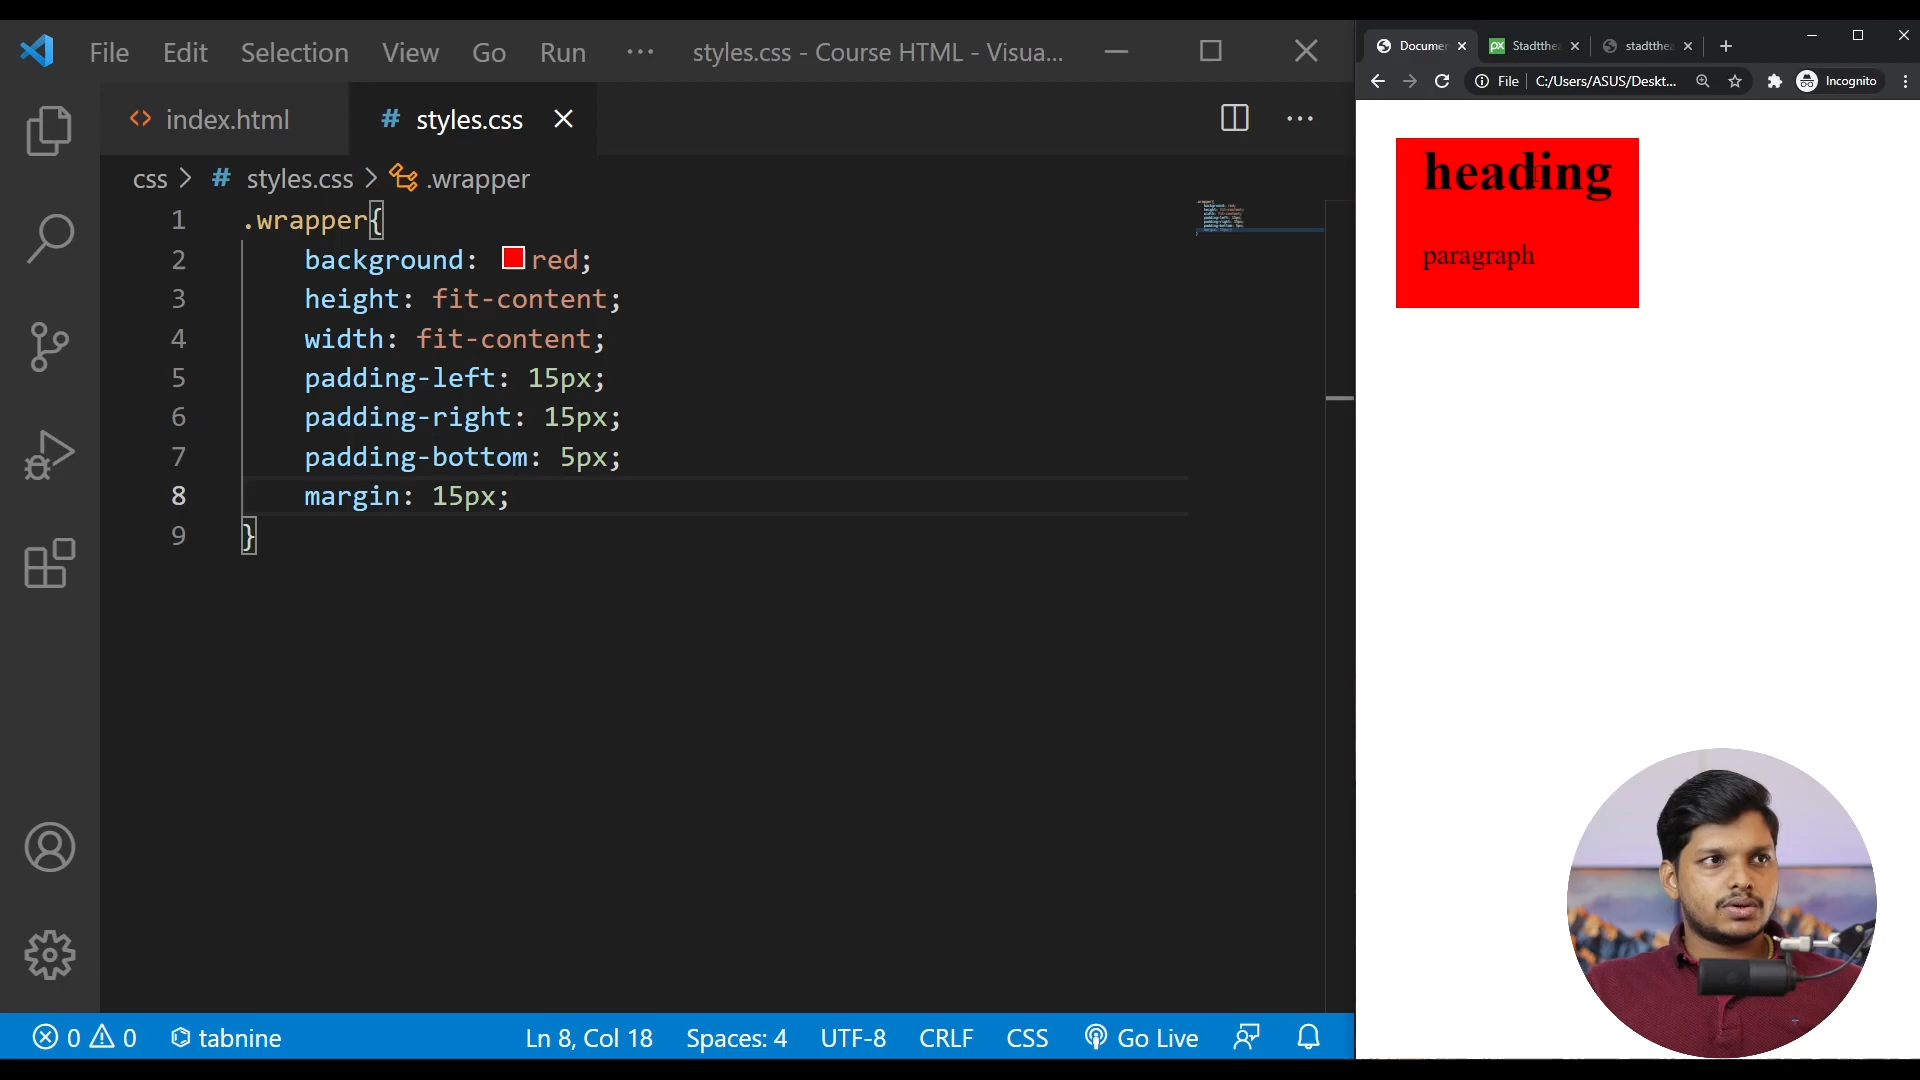 File Edit Selection View Go Run ··· styles.css - Course HTML - Visua...
index.html styles.css
css > # styles.css > .wrapper
1 .wrapper{
2 background: red;
3 height: fit-content;
4 width: fit-content;
5 padding-left: 15px;
6 padding-right: 15px;
7 padding-bottom: 5px;
8 margin: 15px;
9 }
0 0 tabnine Ln 8, Col 18 Spaces: 4 UTF-8 CRLF CSS Go Live
Documen Stadtthea stadtthea
File C:/Users/ASUS/Deskt... Incognito
heading
paragraph